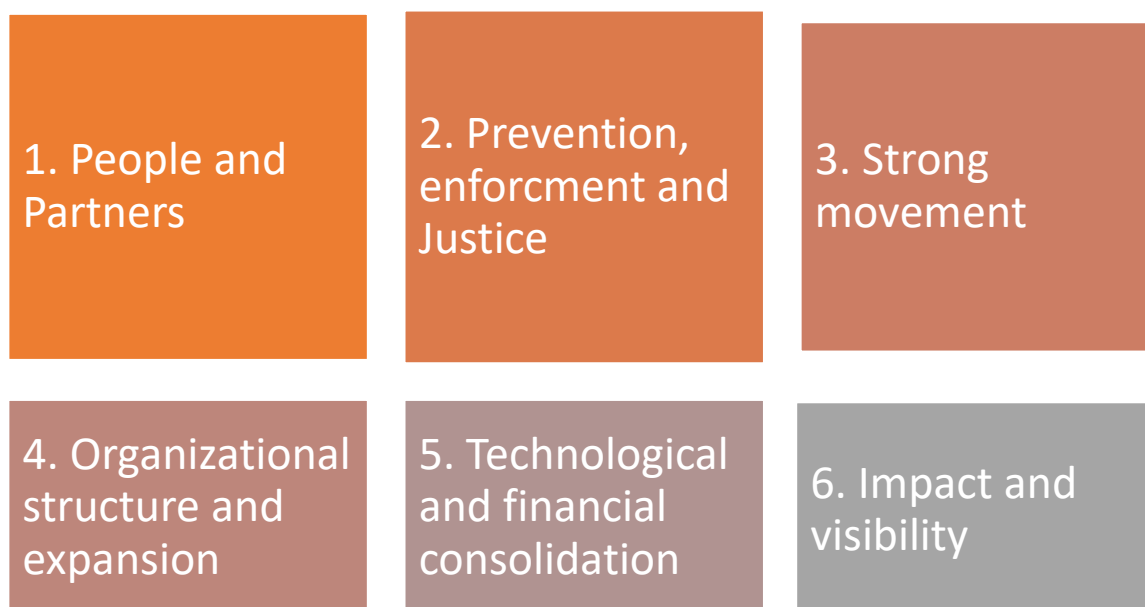 1. People and
Partners
2. Prevention,
enforcment and
Justice
3. Strong
movement
4. Organizational
structure and
expansion
5. Technological
and financial
consolidation
6. Impact and
visibility